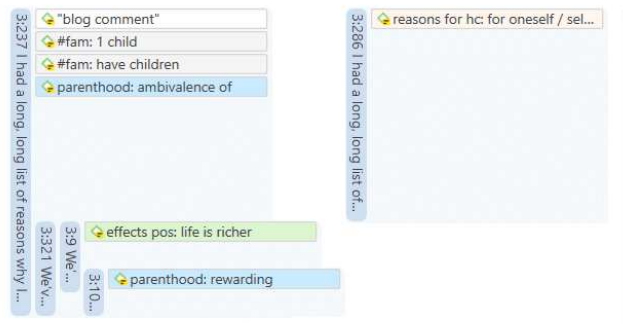 3:237 I had a long, long list of reasons why I...
"blog comment"
#fam: 1 child
#fam: have children
parenthood: ambivalence of
3:321 We'v...
3:9 We'...
effects pos: life is richer
3:10...
parenthood: rewarding
3:286 I had a long, long list of...
reasons for hc: for oneself / sel...